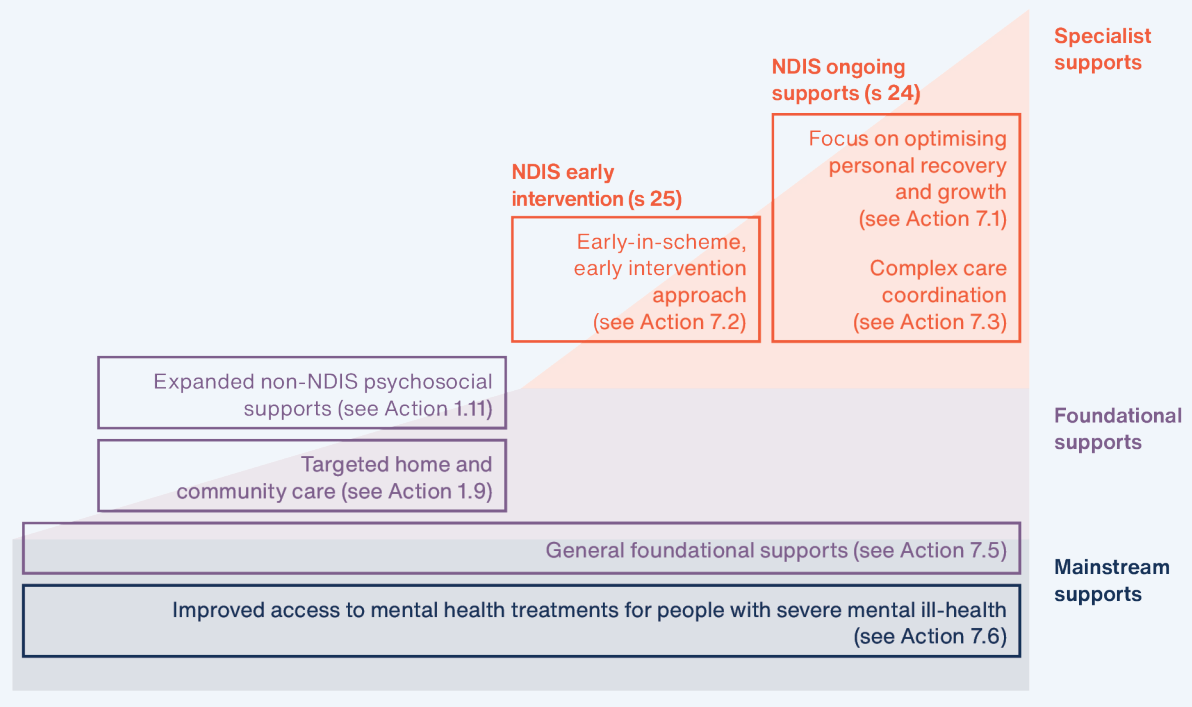 Specialist
supports
NDIS ongoing
supports (s 24)
Focus on optimising
personal recovery
and growth
(see Action 7.1)
Complex care
coordination
(see Action 7.3)
NDIS early
intervention (s 25)
Early-in-scheme,
early intervention
approach
(see Action 7.2)
Expanded non-NDIS psychosocial
supports (see Action 1.11)
Foundational
supports
Targeted home and
community care (see Action 1.9)
General foundational supports (see Action 7.5)
Mainstream
supports
Improved access to mental health treatments for people with severe mental ill-health
(see Action 7.6)